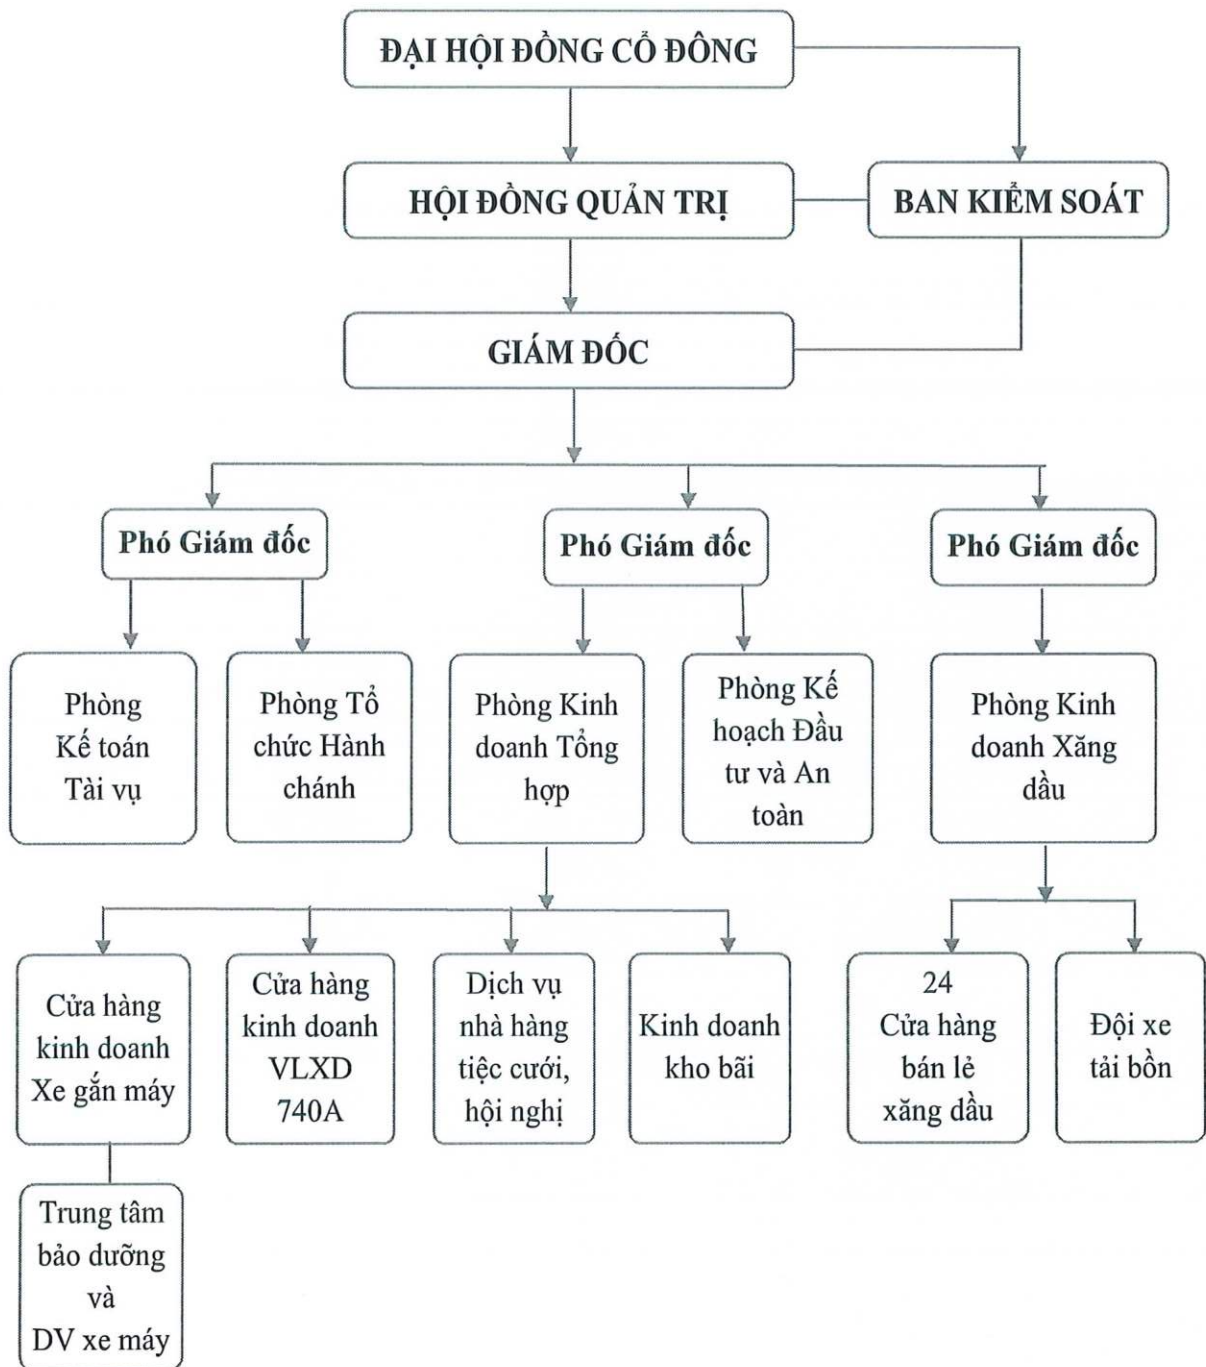 ĐẠI HỘI ĐỒNG CỔ ĐÔNG
HỘI ĐỒNG QUẢN TRỊ
BAN KIỂM SOÁT
GIÁM ĐỐC
Phó Giám đốc
Phó Giám đốc
Phó Giám đốc
Phòng
Kế toán
Tài vụ
Phòng Tổ
chức Hành
chánh
Phòng Kinh
doanh Tổng
hợp
Phòng Kế
hoạch Đầu
tư và An
toàn
Phòng Kinh
doanh Xăng
dầu
Cửa hàng
kinh doanh
Xe gắn máy
Cửa hàng
kinh doanh
VLXD
740A
Dịch vụ
nhà hàng
tiệc cưới,
hội nghị
Kinh doanh
kho bãi
24
Cửa hàng
bán lẻ
xăng dầu
Đội xe
tải bồn
Trung tâm
bảo dưỡng
và
DV xe máy